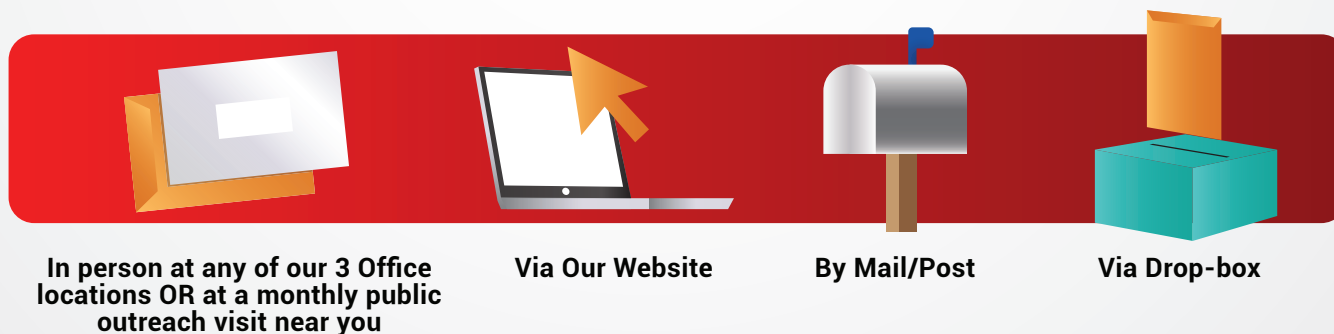 In person at any of our 3 Office
locations OR at a monthly public
outreach visit near you
Via Our Website
By Mail/Post
Via Drop-box